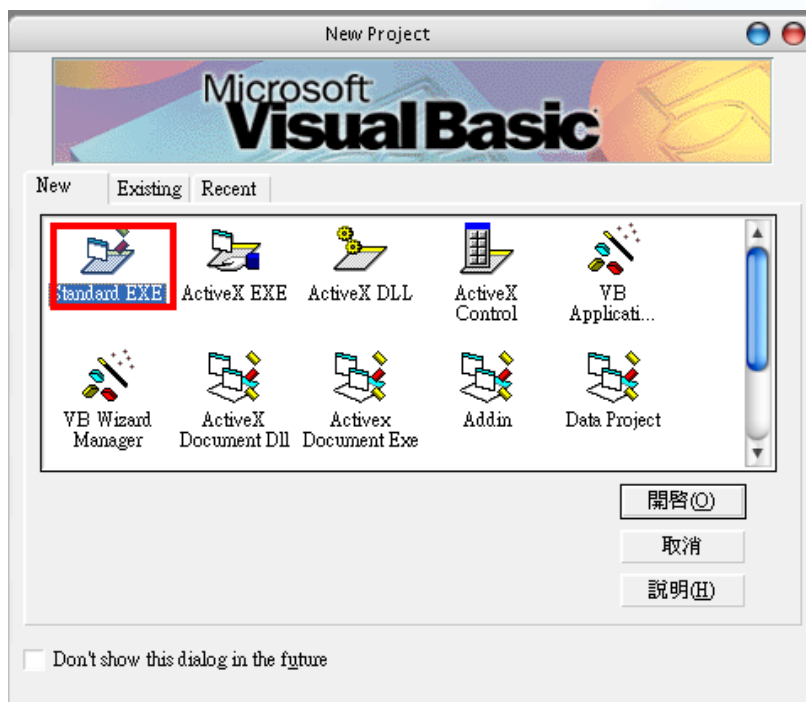 New Project
Microsoft
Visual Basic
New Existing Recent
Standard EXE ActiveX EXE ActiveX DLL ActiveX Control VB Applicati...
VB Wizard Manager ActiveX Document Dll Activex Document Exe Addin Data Project
開啓(O)
取消
說明(H)
Don't show this dialog in the future